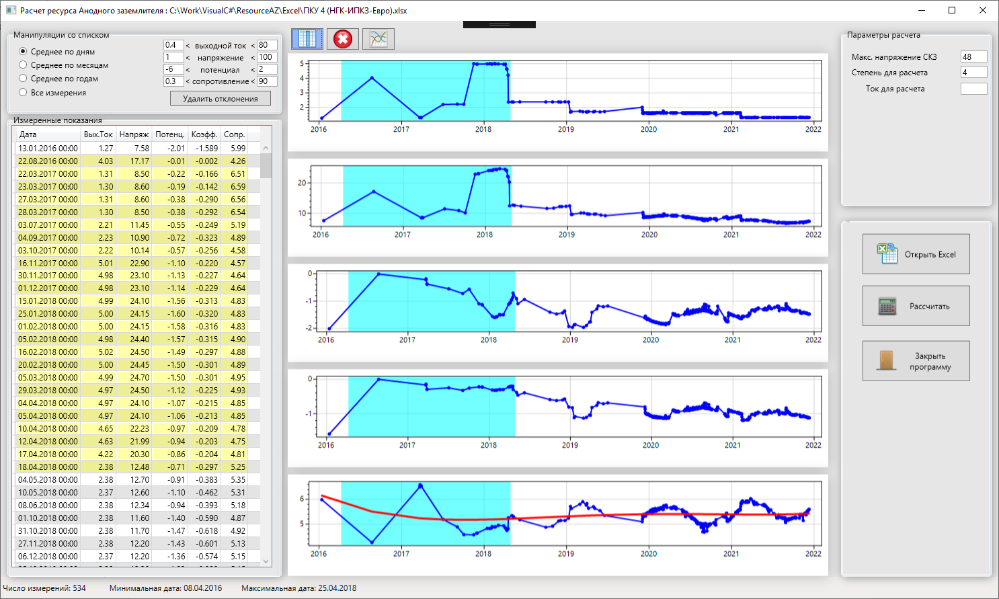 Расчет ресурса Анодного заземлителя : C:\Work\VisualC#\ResourceAZ\Excel\ПКУ 4 (НГК-ИПКЗ-Евро).xlsx
Манипуляции со списком
Среднее по дням
Среднее по месяцам
Среднее по годам
Все измерения
0.4 < выходной ток < 80
1 < напряжение < 100
-6 < потенциал < 2
0.3 < сопротивление < 90
Удалить отклонения
Измеренные показания
Дата Вых.Ток Напряж Потенц. Коэфф. Сопр.
13.01.2016 00:00 1.27 7.58 -2.01 -1.589 5.99
22.08.2016 00:00 4.03 17.17 -0.01 -0.002 4.26
22.03.2017 00:00 1.31 8.50 -0.22 -0.166 6.51
23.03.2017 00:00 1.30 8.60 -0.19 -0.142 6.59
27.03.2017 00:00 1.31 8.60 -0.38 -0.290 6.56
28.03.2017 00:00 1.30 8.50 -0.38 -0.292 6.54
03.07.2017 00:00 2.21 11.45 -0.55 -0.249 5.19
04.09.2017 00:00 2.23 10.90 -0.72 -0.323 4.89
03.10.2017 00:00 2.22 10.14 -0.57 -0.256 4.58
16.11.2017 00:00 5.01 22.90 -1.10 -0.220 4.57
30.11.2017 00:00 4.98 23.10 -1.13 -0.227 4.64
01.12.2017 00:00 4.98 23.10 -1.14 -0.229 4.64
15.01.2018 00:00 4.99 24.10 -1.56 -0.313 4.83
25.01.2018 00:00 5.00 24.15 -1.60 -0.320 4.83
01.02.2018 00:00 5.00 24.15 -1.58 -0.316 4.83
05.02.2018 00:00 4.98 24.40 -1.57 -0.315 4.90
16.02.2018 00:00 5.02 24.50 -1.49 -0.297 4.88
20.02.2018 00:00 5.00 24.45 -1.50 -0.301 4.89
05.03.2018 00:00 4.99 24.70 -1.50 -0.301 4.95
29.03.2018 00:00 4.97 24.50 -1.12 -0.225 4.93
04.04.2018 00:00 4.97 24.10 -1.07 -0.215 4.85
05.04.2018 00:00 4.97 24.10 -1.06 -0.213 4.85
10.04.2018 00:00 4.65 22.23 -0.97 -0.209 4.78
12.04.2018 00:00 4.63 21.99 -0.94 -0.203 4.75
17.04.2018 00:00 4.22 20.30 -0.86 -0.204 4.81
18.04.2018 00:00 2.38 12.48 -0.71 -0.297 5.25
04.05.2018 00:00 2.38 12.70 -0.91 -0.383 5.35
10.05.2018 00:00 2.37 12.60 -1.10 -0.462 5.31
08.06.2018 00:00 2.38 12.34 -0.94 -0.393 5.18
01.10.2018 00:00 2.38 11.60 -1.40 -0.590 4.87
31.10.2018 00:00 2.38 11.70 -1.47 -0.618 4.92
27.11.2018 00:00 2.38 12.20 -1.43 -0.601 5.13
06.12.2018 00:00 2.37 12.20 -1.36 -0.574 5.15
5
4
3
2
2016 2017 2018 2019 2020 2021 2022
20
10
2016 2017 2018 2019 2020 2021 2022
0
-1
-2
2016 2017 2018 2019 2020 2021 2022
0
-1
2016 2017 2018 2019 2020 2021 2022
6
5
2016 2017 2018 2019 2020 2021 2022
Параметры расчета
Макс. напряжение СКЗ 48
Степень для расчета 4
Ток для расчета
Открыть Excel
Рассчитать
Закрыть
программу
Число измерений: 534 Минимальная дата: 08.04.2016 Максимальная дата: 25.04.2018